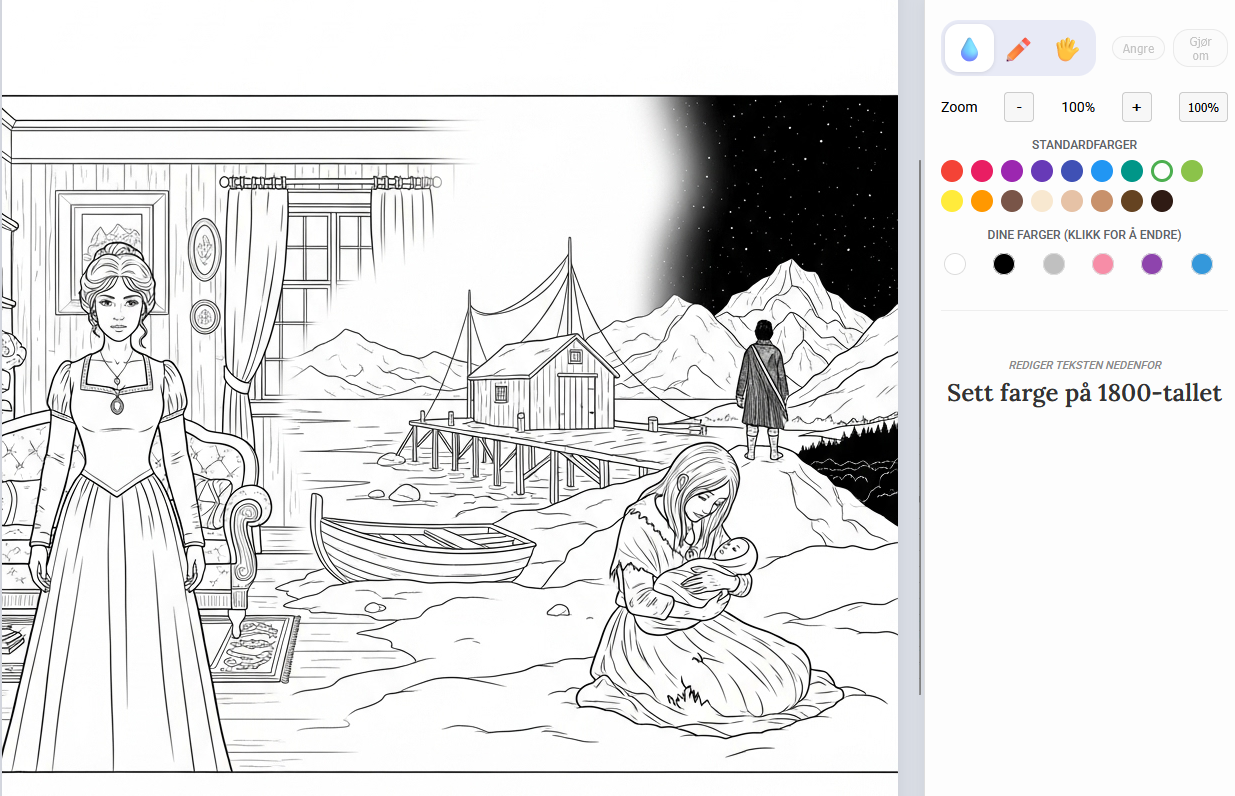 Angre
Gjør
om
Zoom
-
100%
+
100%
STANDARDFARGER
DINE FARGER (KLIKK FOR Å ENDRE)
REDIGER TEKSTEN NEDENFOR
Sett farge på 1800-tallet